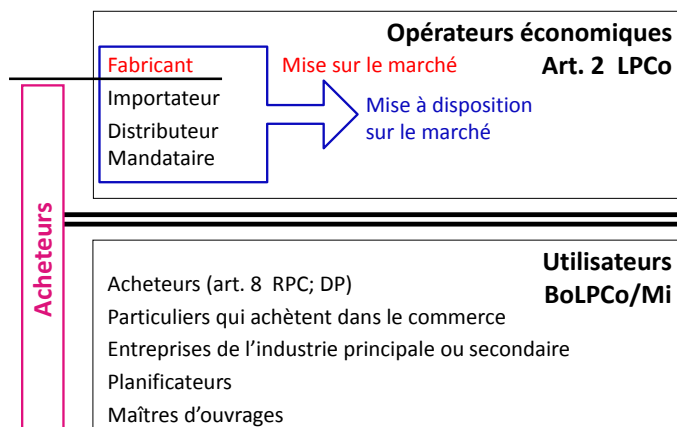 Opérateurs économiques
Art. 2 LPCo
Fabricant
Mise sur le marché
Importateur
Distributeur
Mandataire
Mise à disposition
sur le marché
Acheteurs
Utilisateurs
BoLPCo/Mi
Acheteurs (art. 8 RPC; DP)
Particuliers qui achètent dans le commerce
Entreprises de l'industrie principale ou secondaire
Planificateurs
Maîtres d'ouvrages